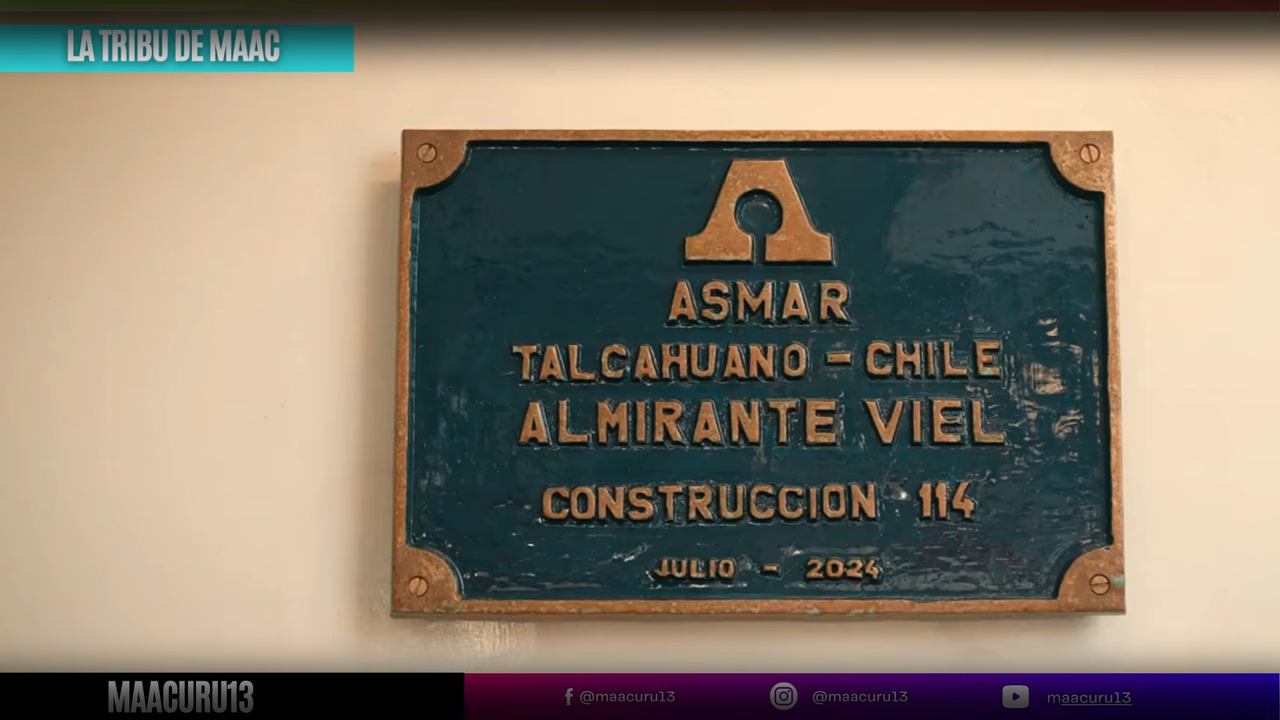 LA TRIBU DE MAAC
ASMAR
TALCAHUANO - CHILE
ALMIRANTE VIEL
CONSTRUCCION 114
JULIO - 2024
MAACURU13
@maacuru13
@maacuru13
maacuru13